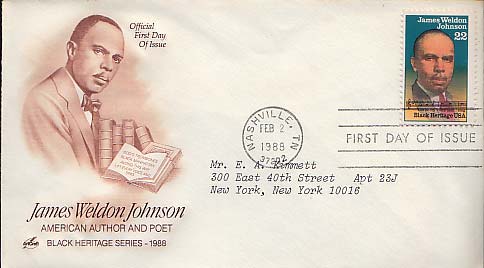 Official
First Day
Of Issue
James Weldon
Johnson
22
Black Heritage USA
NASHVILLE, TN
FEB 2
1988
FIRST DAY OF ISSUE
Mr. E. A. Kimmett
300 East 40th Street Apt 23J
New York, New York 10016
James Weldon Johnson
AMERICAN AUTHOR AND POET
BLACK HERITAGE SERIES - 1988